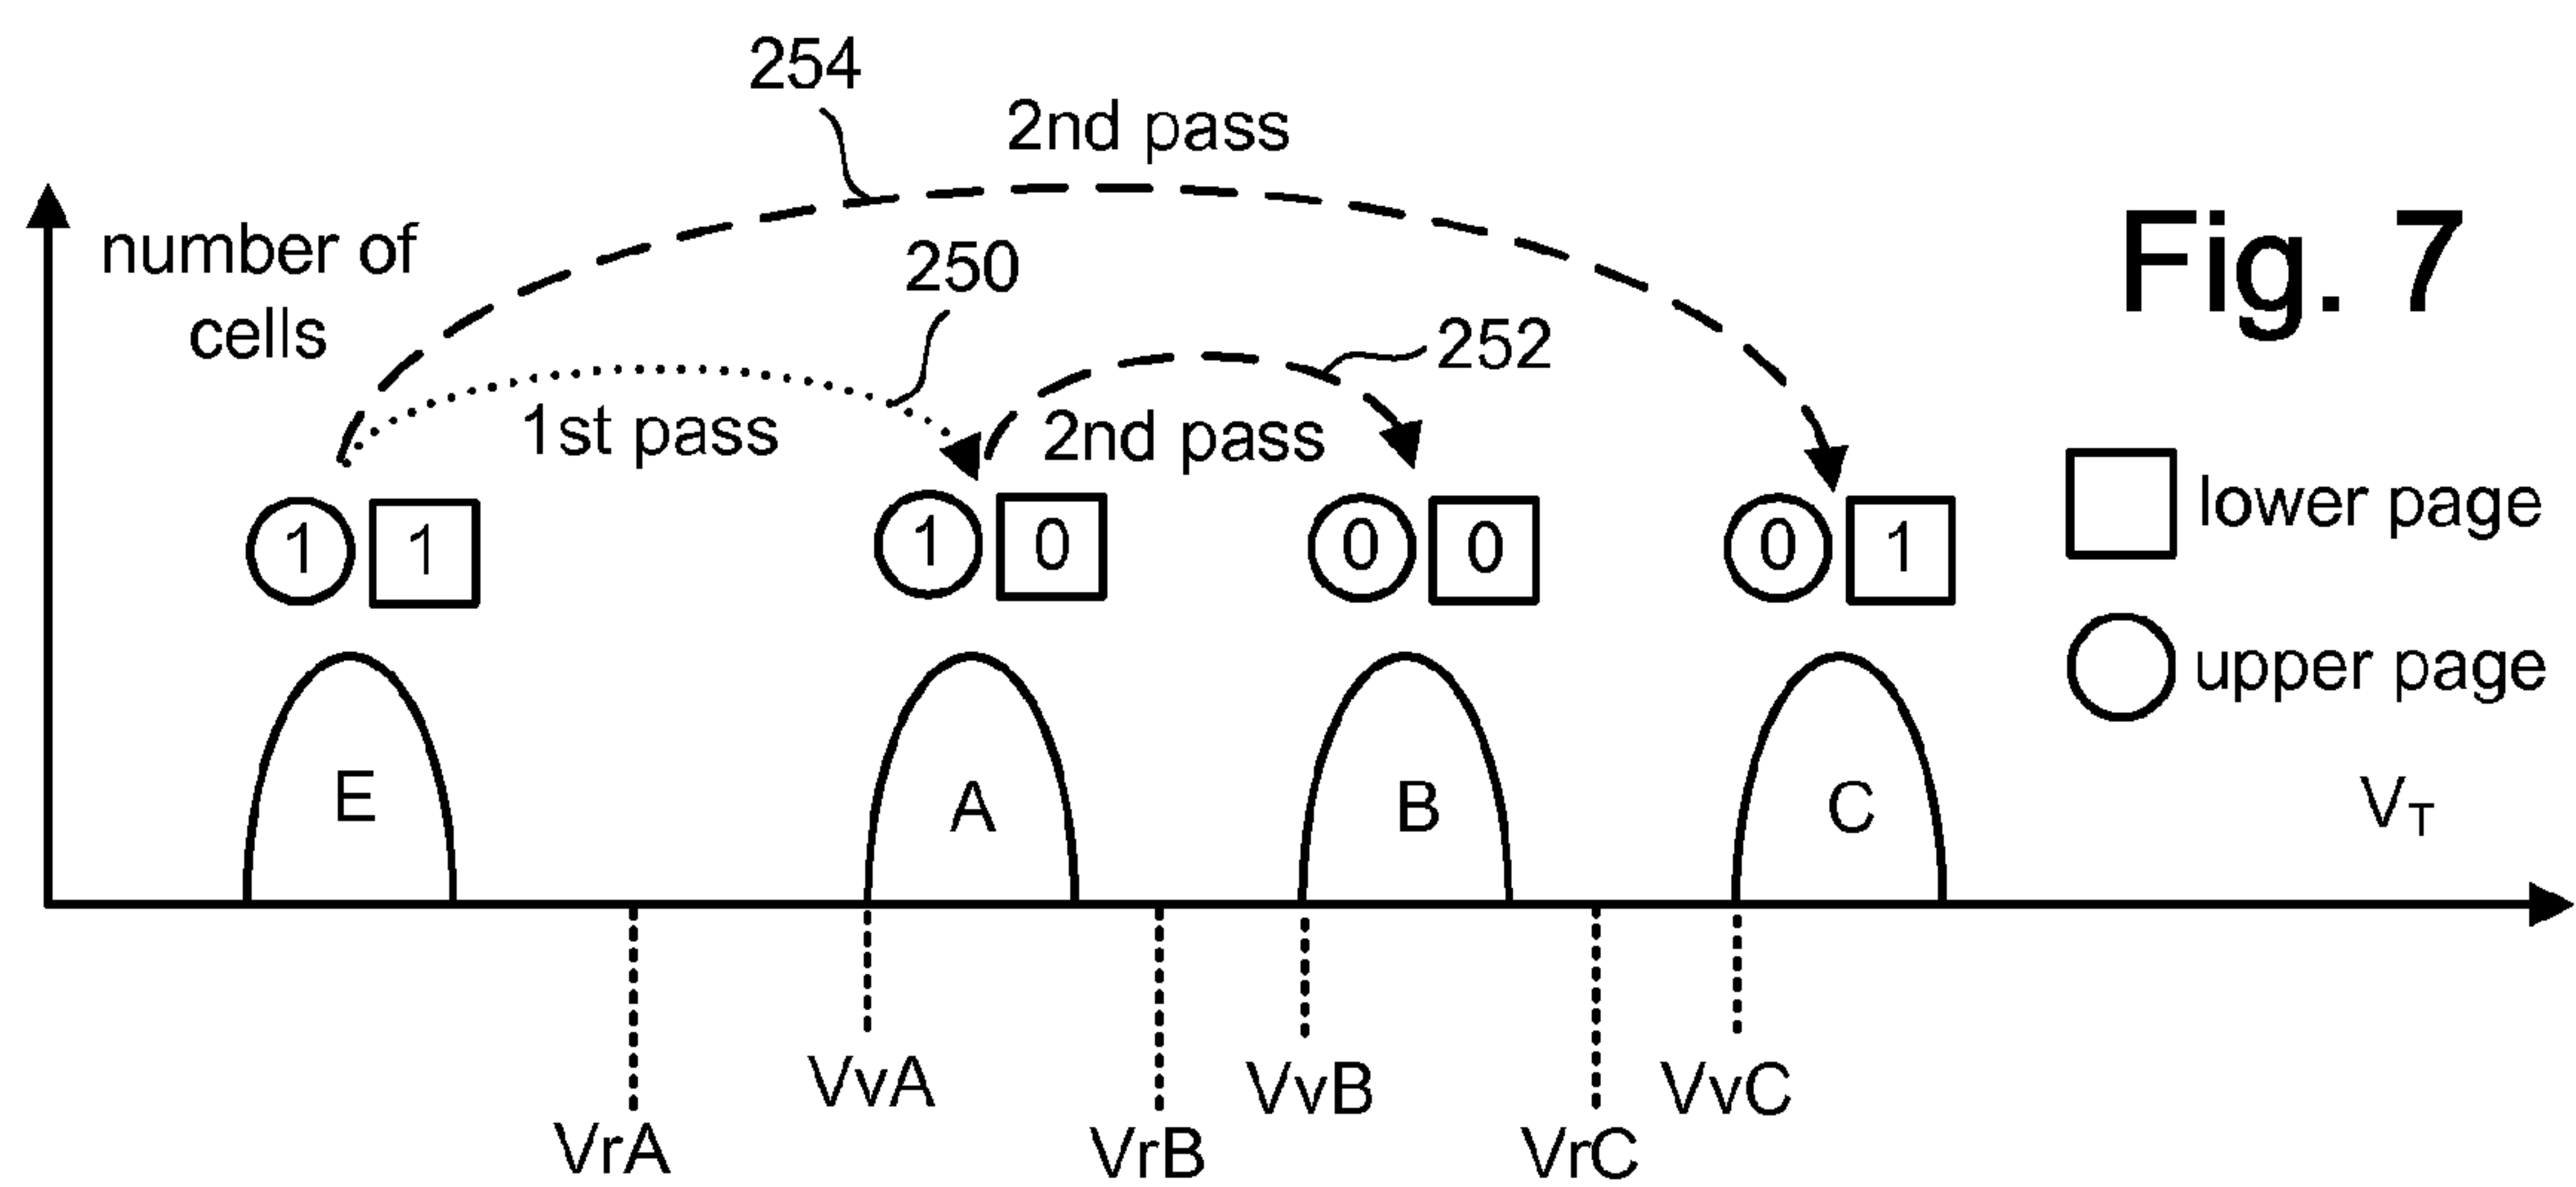 254
2nd pass
Fig. 7
number of
cells
250
252
1st pass
2nd pass
1 1
1 0
0 0
0 1
lower page
upper page
E
A
B
C
VT
VrA
VvA
VrB
VvB
VrC
VvC